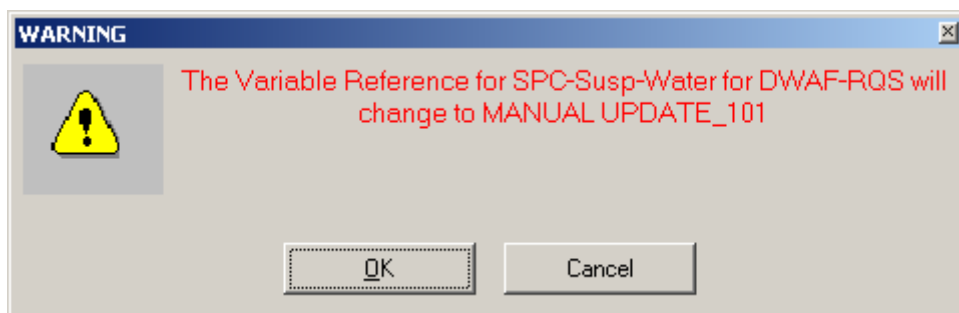 WARNING
The Variable Reference for SPC-Susp-Water for DWAF-RQS will
change to MANUAL UPDATE_101
OK
Cancel